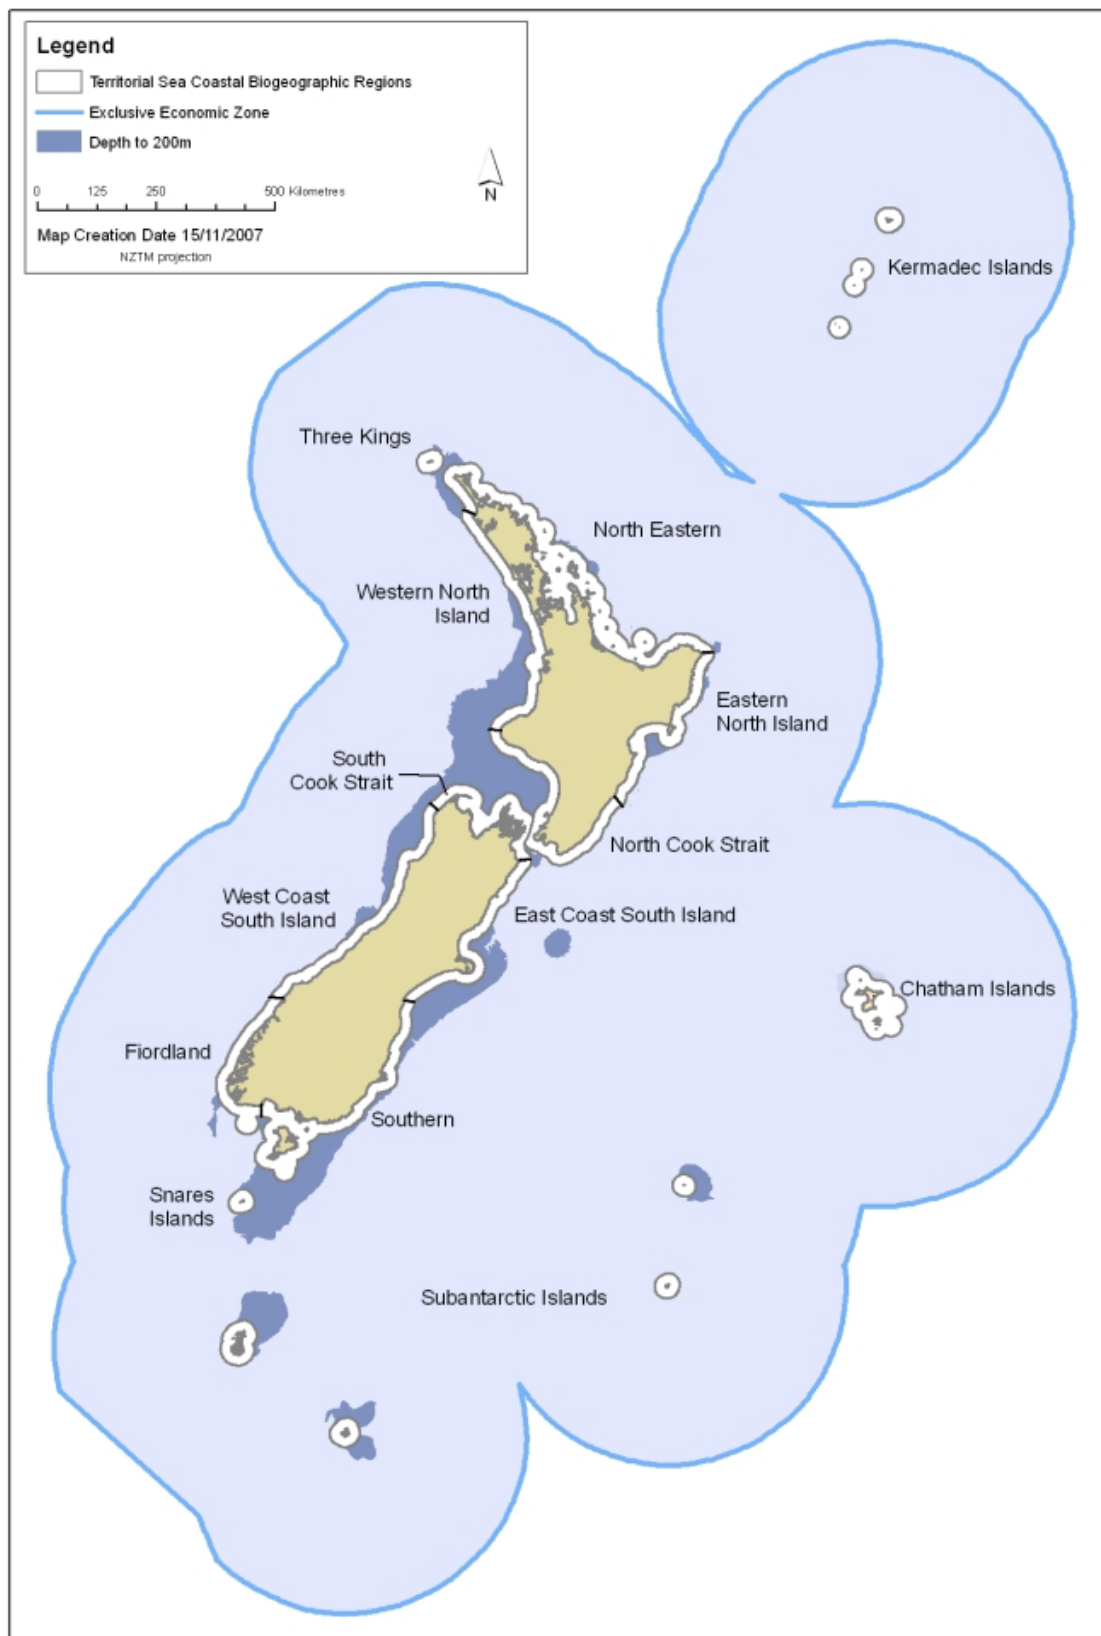 Legend
Territorial Sea Coastal Biogeographic Regions
Exclusive Economic Zone
Depth to 200m
0 125 250 500 Kilometres
N
Map Creation Date 15/11/2007
NZTM projection
Kermadec Islands
Three Kings
North Eastern
Western North
Island
Eastern
North Island
South
Cook Strait
North Cook Strait
West Coast
South Island
East Coast South Island
Chatham Islands
Fiordland
Southern
Snares
Islands
Subantarctic Islands